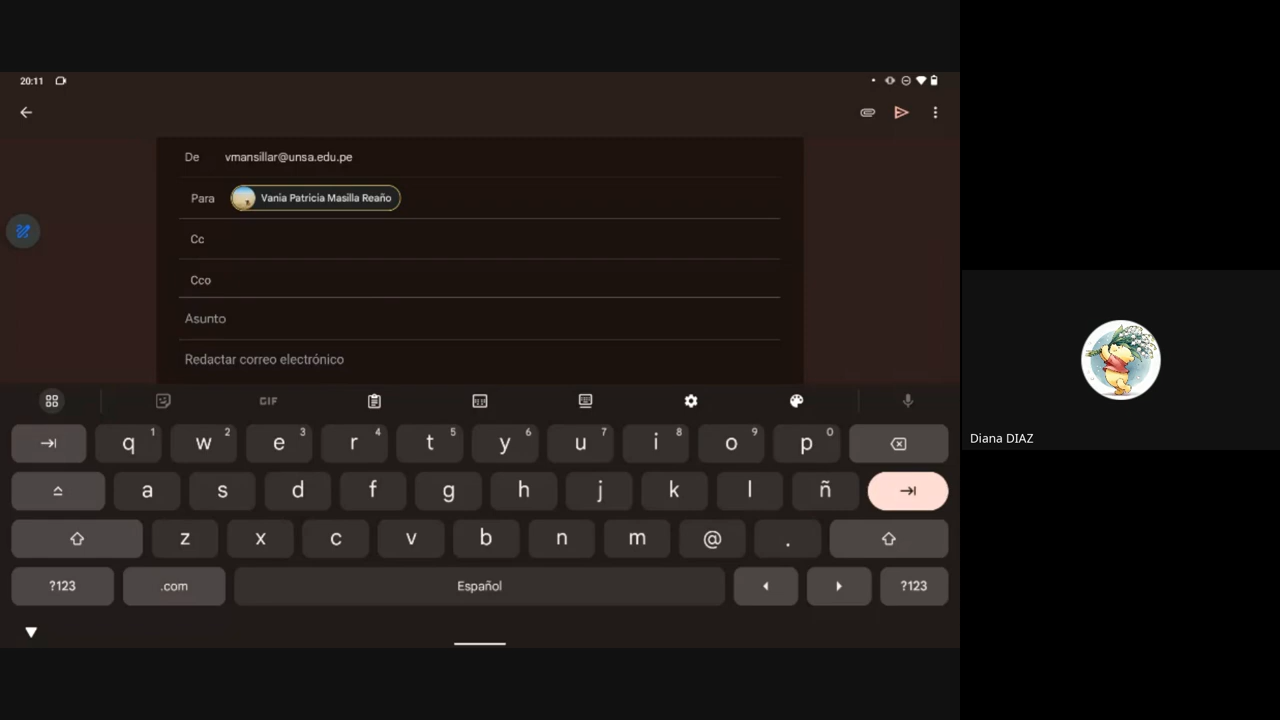 20:11
De vmansillar@unsa.edu.pe
Para Vania Patricia Masilla Reaño
Cc
Cco
Asunto
Redactar correo electrónico
GIF
q 1 w 2 e 3 r 4 t 5 y 6 u 7 i 8 o 9 p 0
a s d f g h j k l ñ
z x c v b n m @ .
?123 .com Español ?123
Diana DIAZ